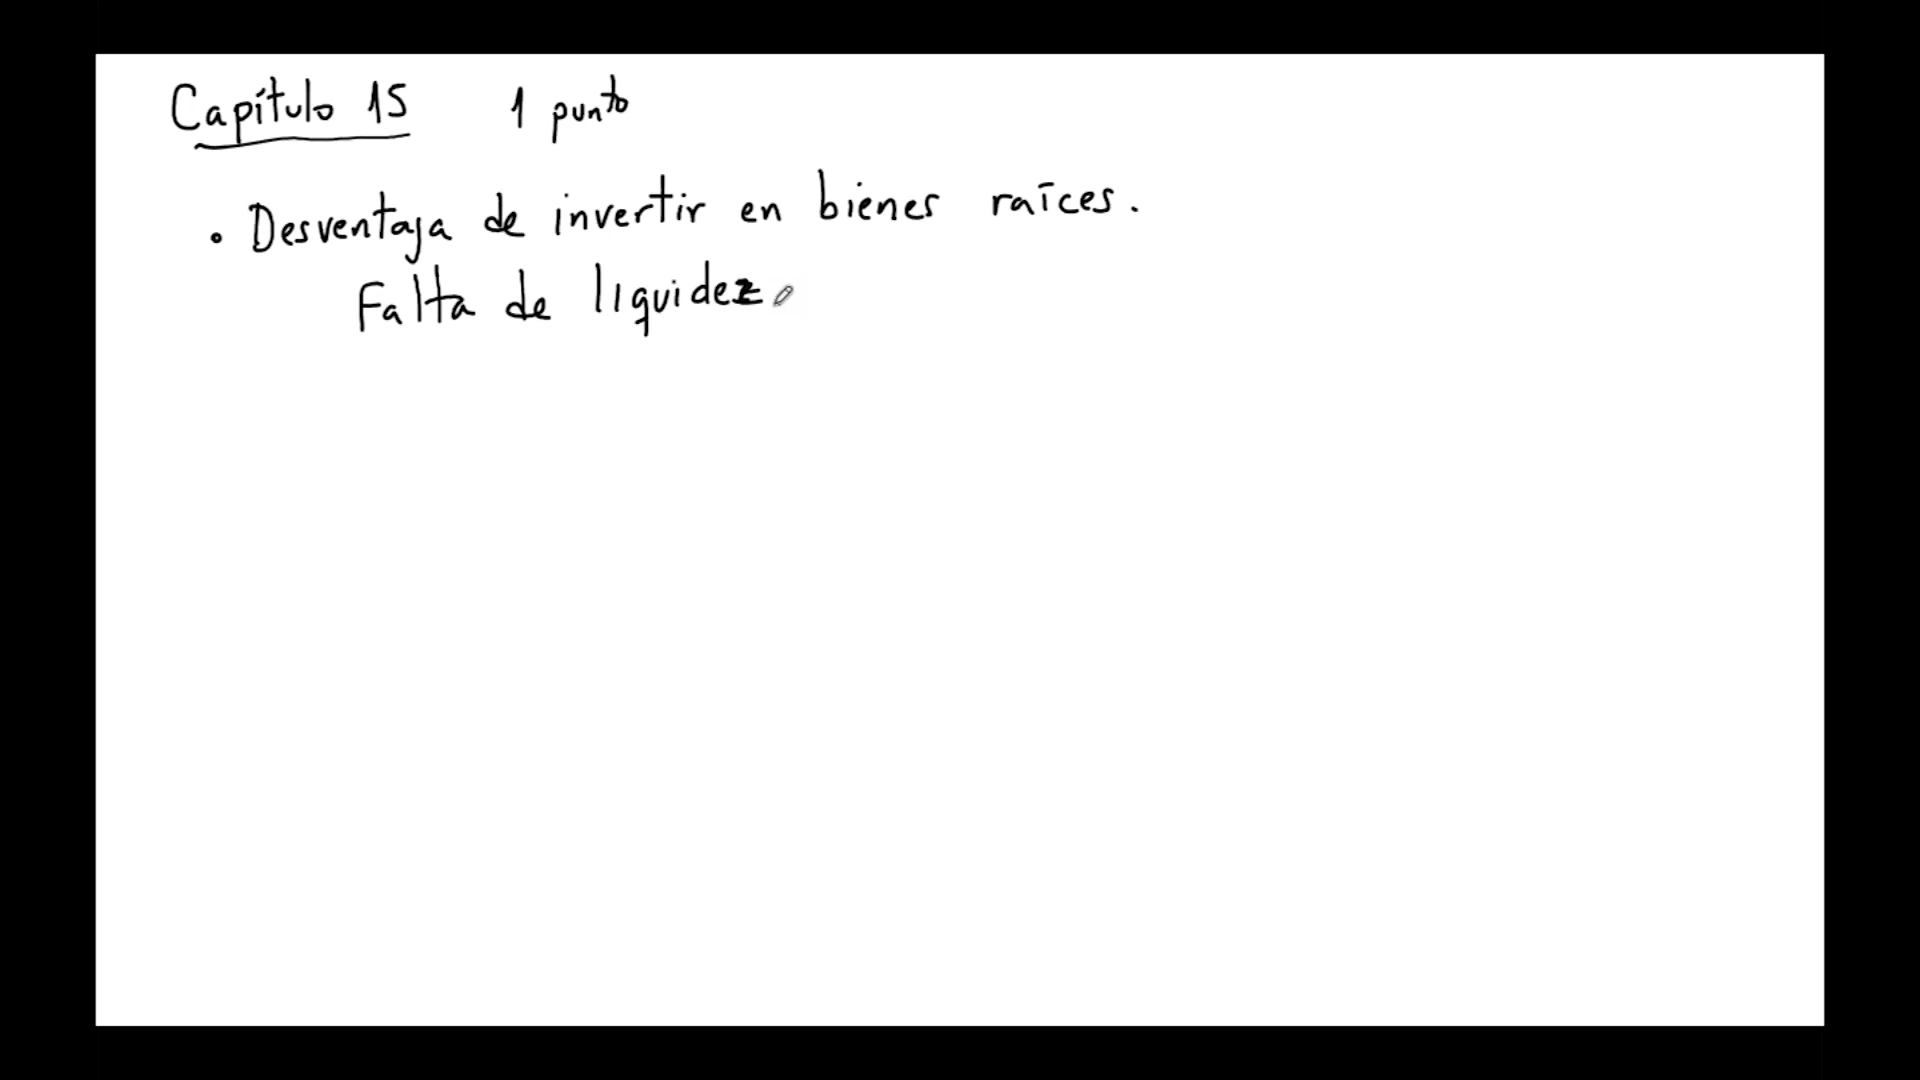 Capítulo 15 1 punto
• Desventaja de invertir en bienes raíces.
Falta de liquidez